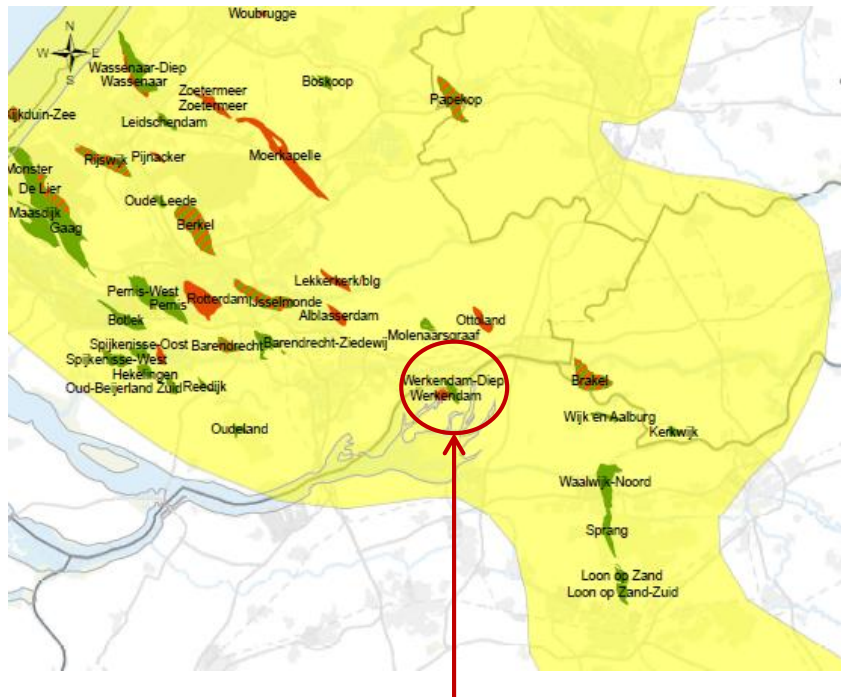 Woubrugge
N
W E
S
Wassenaar-Diep
Wassenaar
Zoetermeer
Zoetermeer
Boskoop
Papekop
ijkduin-Zee
Leidschendam
Moerkapelle
Rijswijk
Pijnacker
Monster
De Lier
Maasdijk
Gaag
Oude Leede
Berkel
Lekkerkerk/blg
Pernis-West
Pernis
Rotterdam
IJsselmonde
Botlek
Alblasserdam
Ottoland
Molenaarsgraaf
Spijkenisse-Oost
Barendrecht
Barendrecht-Ziedewij
Spijkenisse-West
Hekelingen
Oud-Beijerland Zuid
Reedijk
Werkendam-Diep
Werkendam
Brakel
Wijk en Aalburg
Kerkwijk
Oudeland
Waalwijk-Noord
Sprang
Loon op Zand
Loon op Zand-Zuid